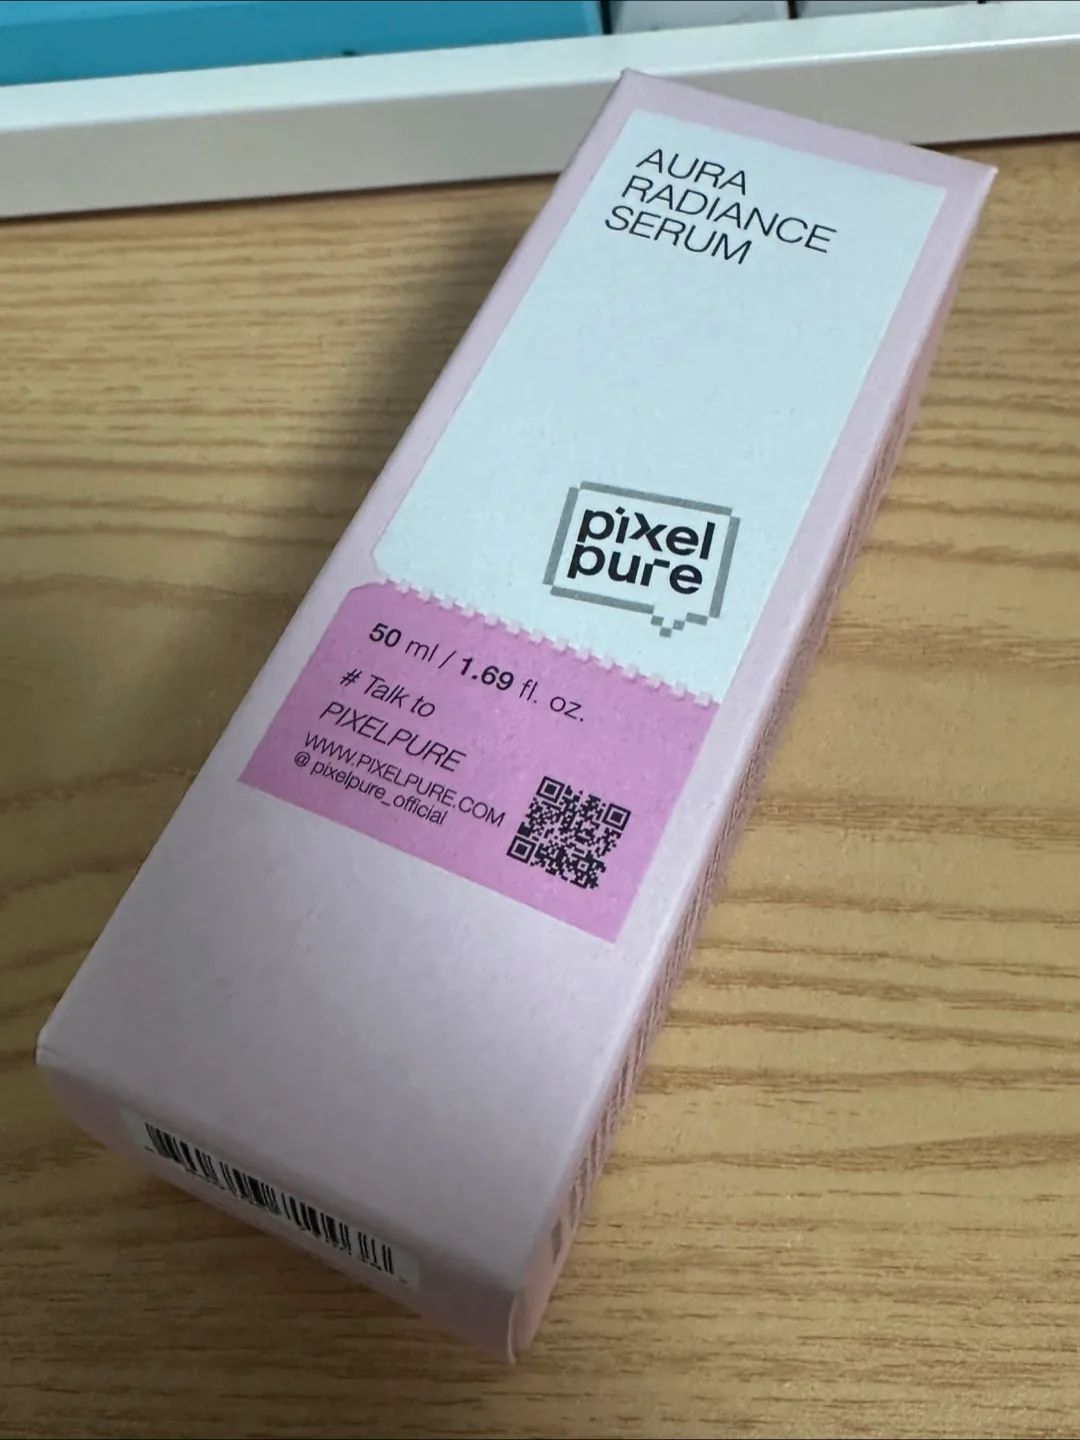 AURA
RADIANCE
SERUM
pixel
pure
50 ml / 1.69 fl. oz.
# Talk to
PIXELPURE
WWW.PIXELPURE.COM
@ pixelpure_official